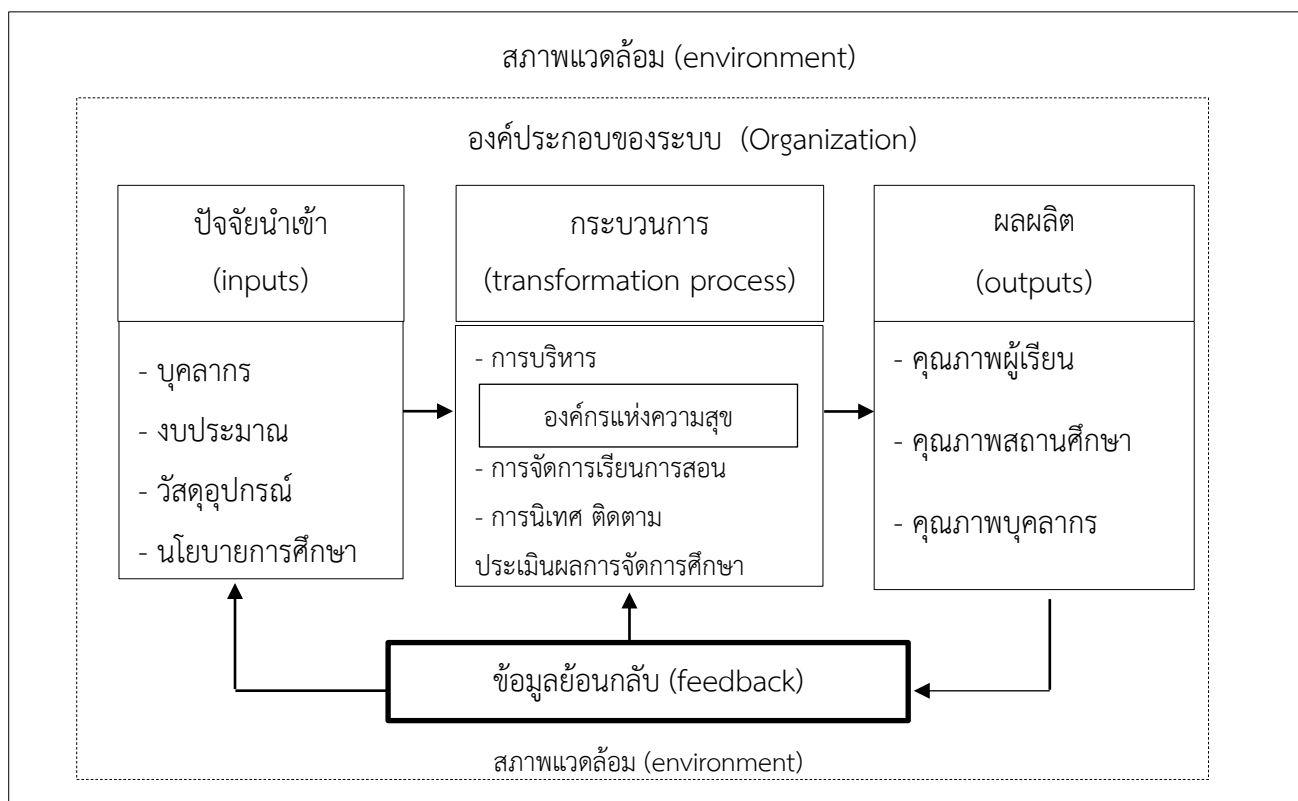 สภาพแวดล้อม (environment)
องค์ประกอบของระบบ (Organization)
ปัจจัยนำเข้า
(inputs)
- บุคลากร
- งบประมาณ
- วัสดุอุปกรณ์
- นโยบายการศึกษา
กระบวนการ
(transformation process)
- การบริหาร
องค์กรแห่งความสุข
- การจัดการเรียนการสอน
- การนิเทศ ติดตาม
ประเมินผลการจัดการศึกษา
ผลผลิต
(outputs)
- คุณภาพผู้เรียน
- คุณภาพสถานศึกษา
- คุณภาพบุคลากร
ข้อมูลย้อนกลับ (feedback)
สภาพแวดล้อม (environment)